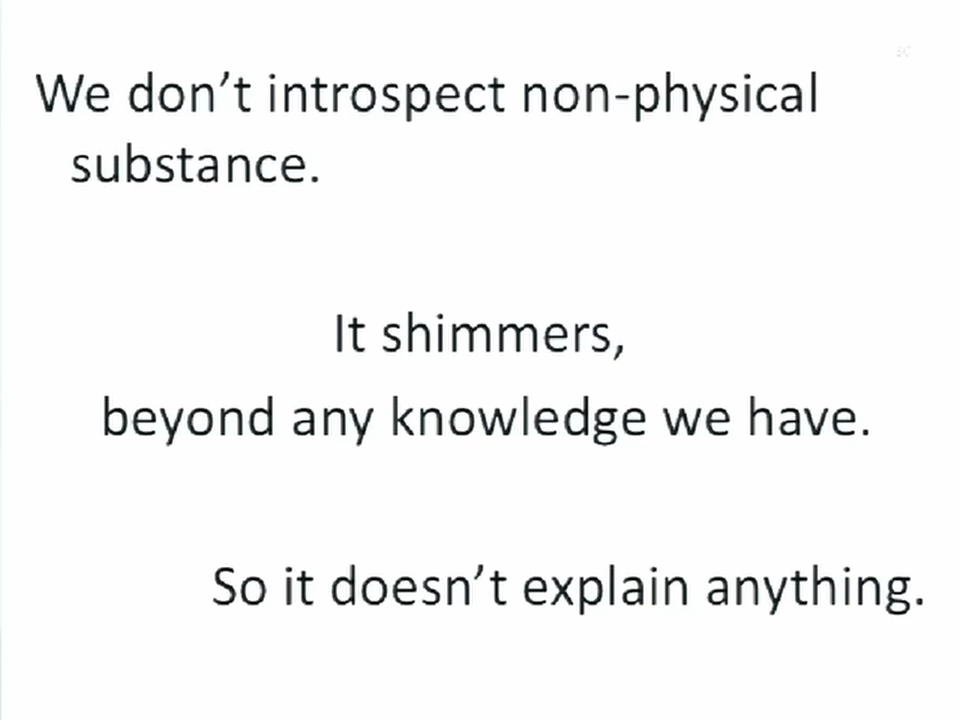 We don’t introspect non-physical
substance.
It shimmers,
beyond any knowledge we have.
So it doesn’t explain anything.